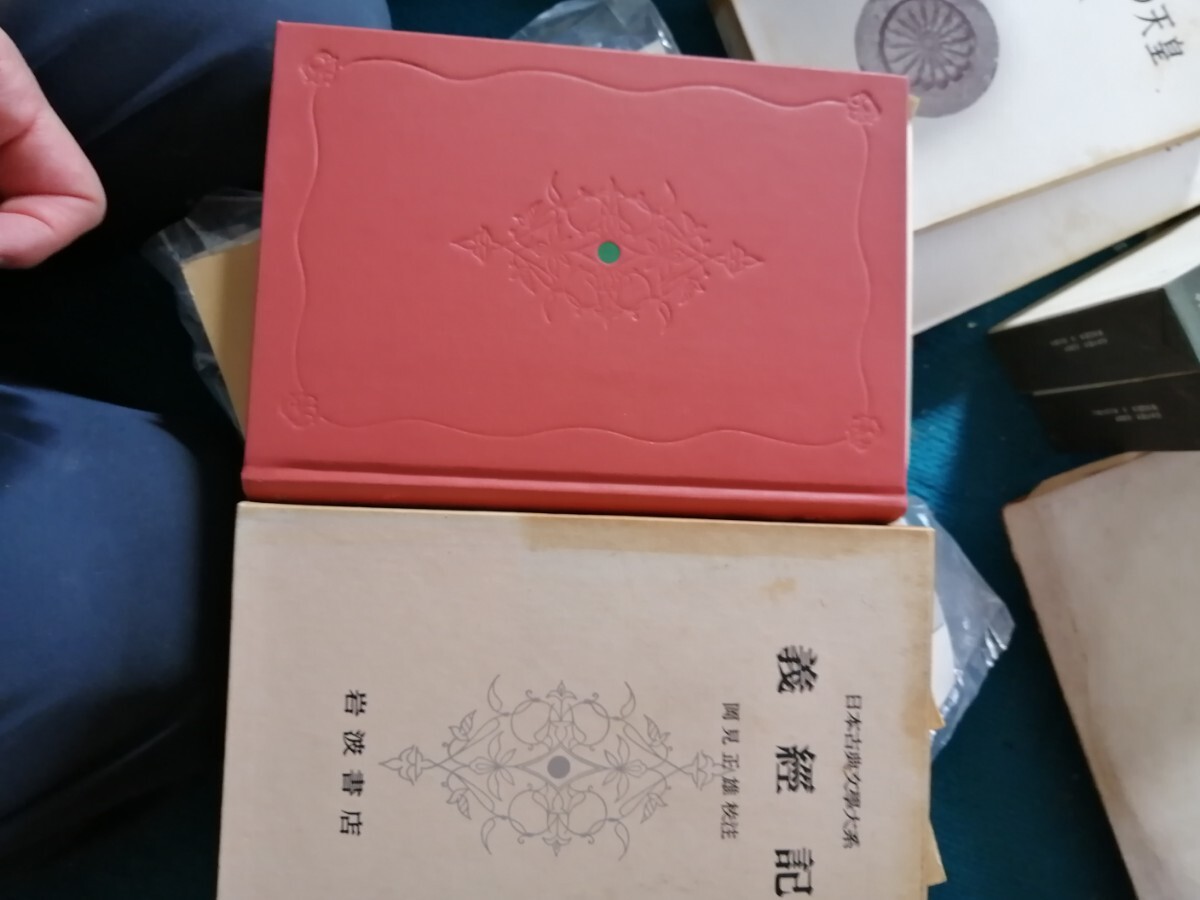 日本古典文學大系
義經記
岡見正雄校注
岩波書店
の天皇